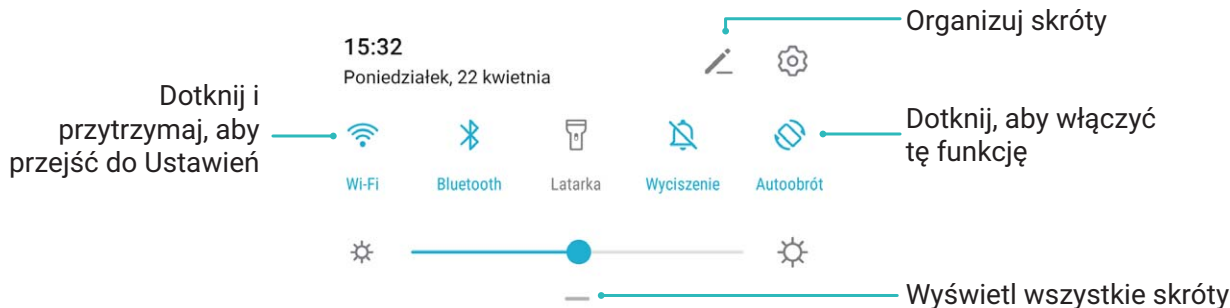 Organizuj skróty
15:32
Poniedziałek, 22 kwietnia
Dotknij i
przytrzymaj, aby
przejść do Ustawień
Dotknij, aby włączyć
tę funkcję
Wi-Fi
Bluetooth
Latarka
Wyciszenie
Autoobrót
Wyświetl wszystkie skróty